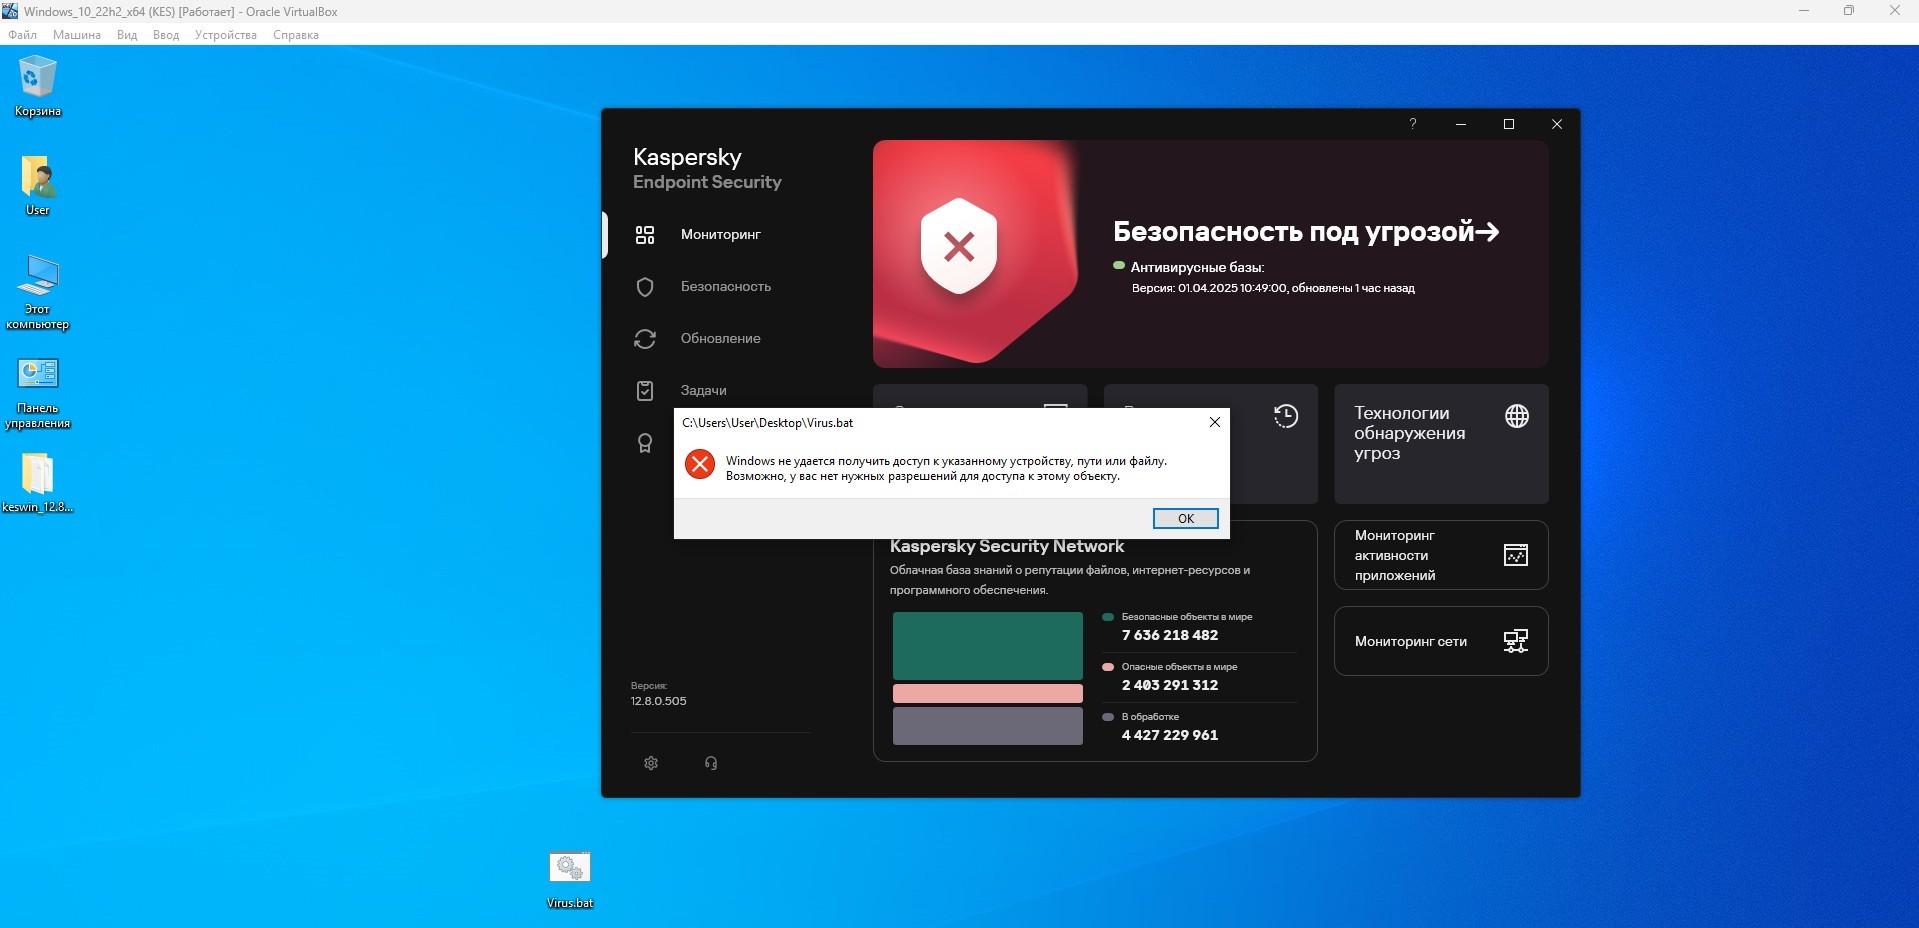 Windows_10_22h2_x64 (KES) [Работает] - Oracle VirtualBox
Файл Машина Вид Ввод Устройства Справка
Корзина
User
Этот
компьютер
Панель
управления
keswin_12.8...
Virus.bat
?
Kaspersky
Endpoint Security
Мониторинг
Безопасность
Обновление
Задачи
Версия:
12.8.0.505
Безопасность под угрозой→
Антивирусные базы:
Версия: 01.04.2025 10:49:00, обновлены 1 час назад
Технологии
обнаружения
угроз
C:\Users\User\Desktop\Virus.bat
Windows не удается получить доступ к указанному устройству, пути или файлу.
Возможно, у вас нет нужных разрешений для доступа к этому объекту.
OK
Kaspersky Security Network
Облачная база знаний о репутации файлов, интернет-ресурсов и
программного обеспечения.
Безопасные объекты в мире
7 636 218 482
Опасные объекты в мире
2 403 291 312
В обработке
4 427 229 961
Мониторинг
активности
приложений
Мониторинг сети